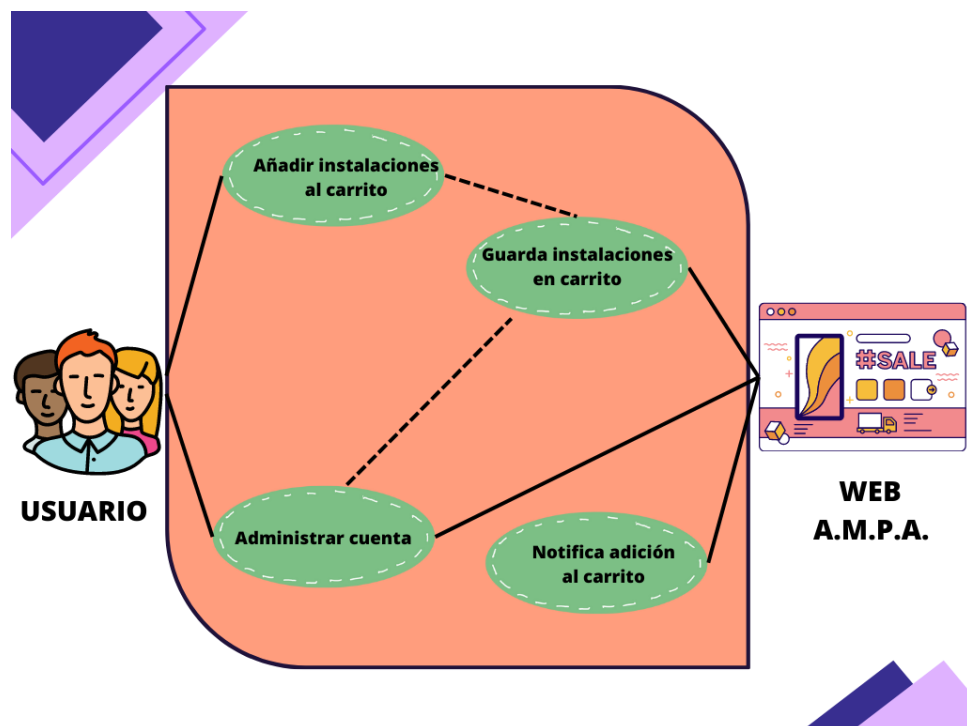 Añadir instalaciones
al carrito
Guarda instalaciones
en carrito
#SALE
USUARIO
WEB
A.M.P.A.
Administrar cuenta
Notifica adición
al carrito